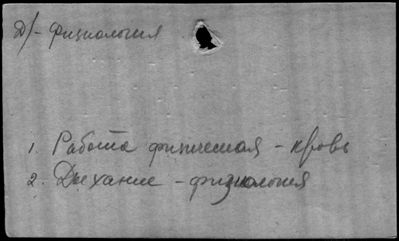 Д/- Физиология
1. Работа физическая - кровь
2. Дыхание - физиология